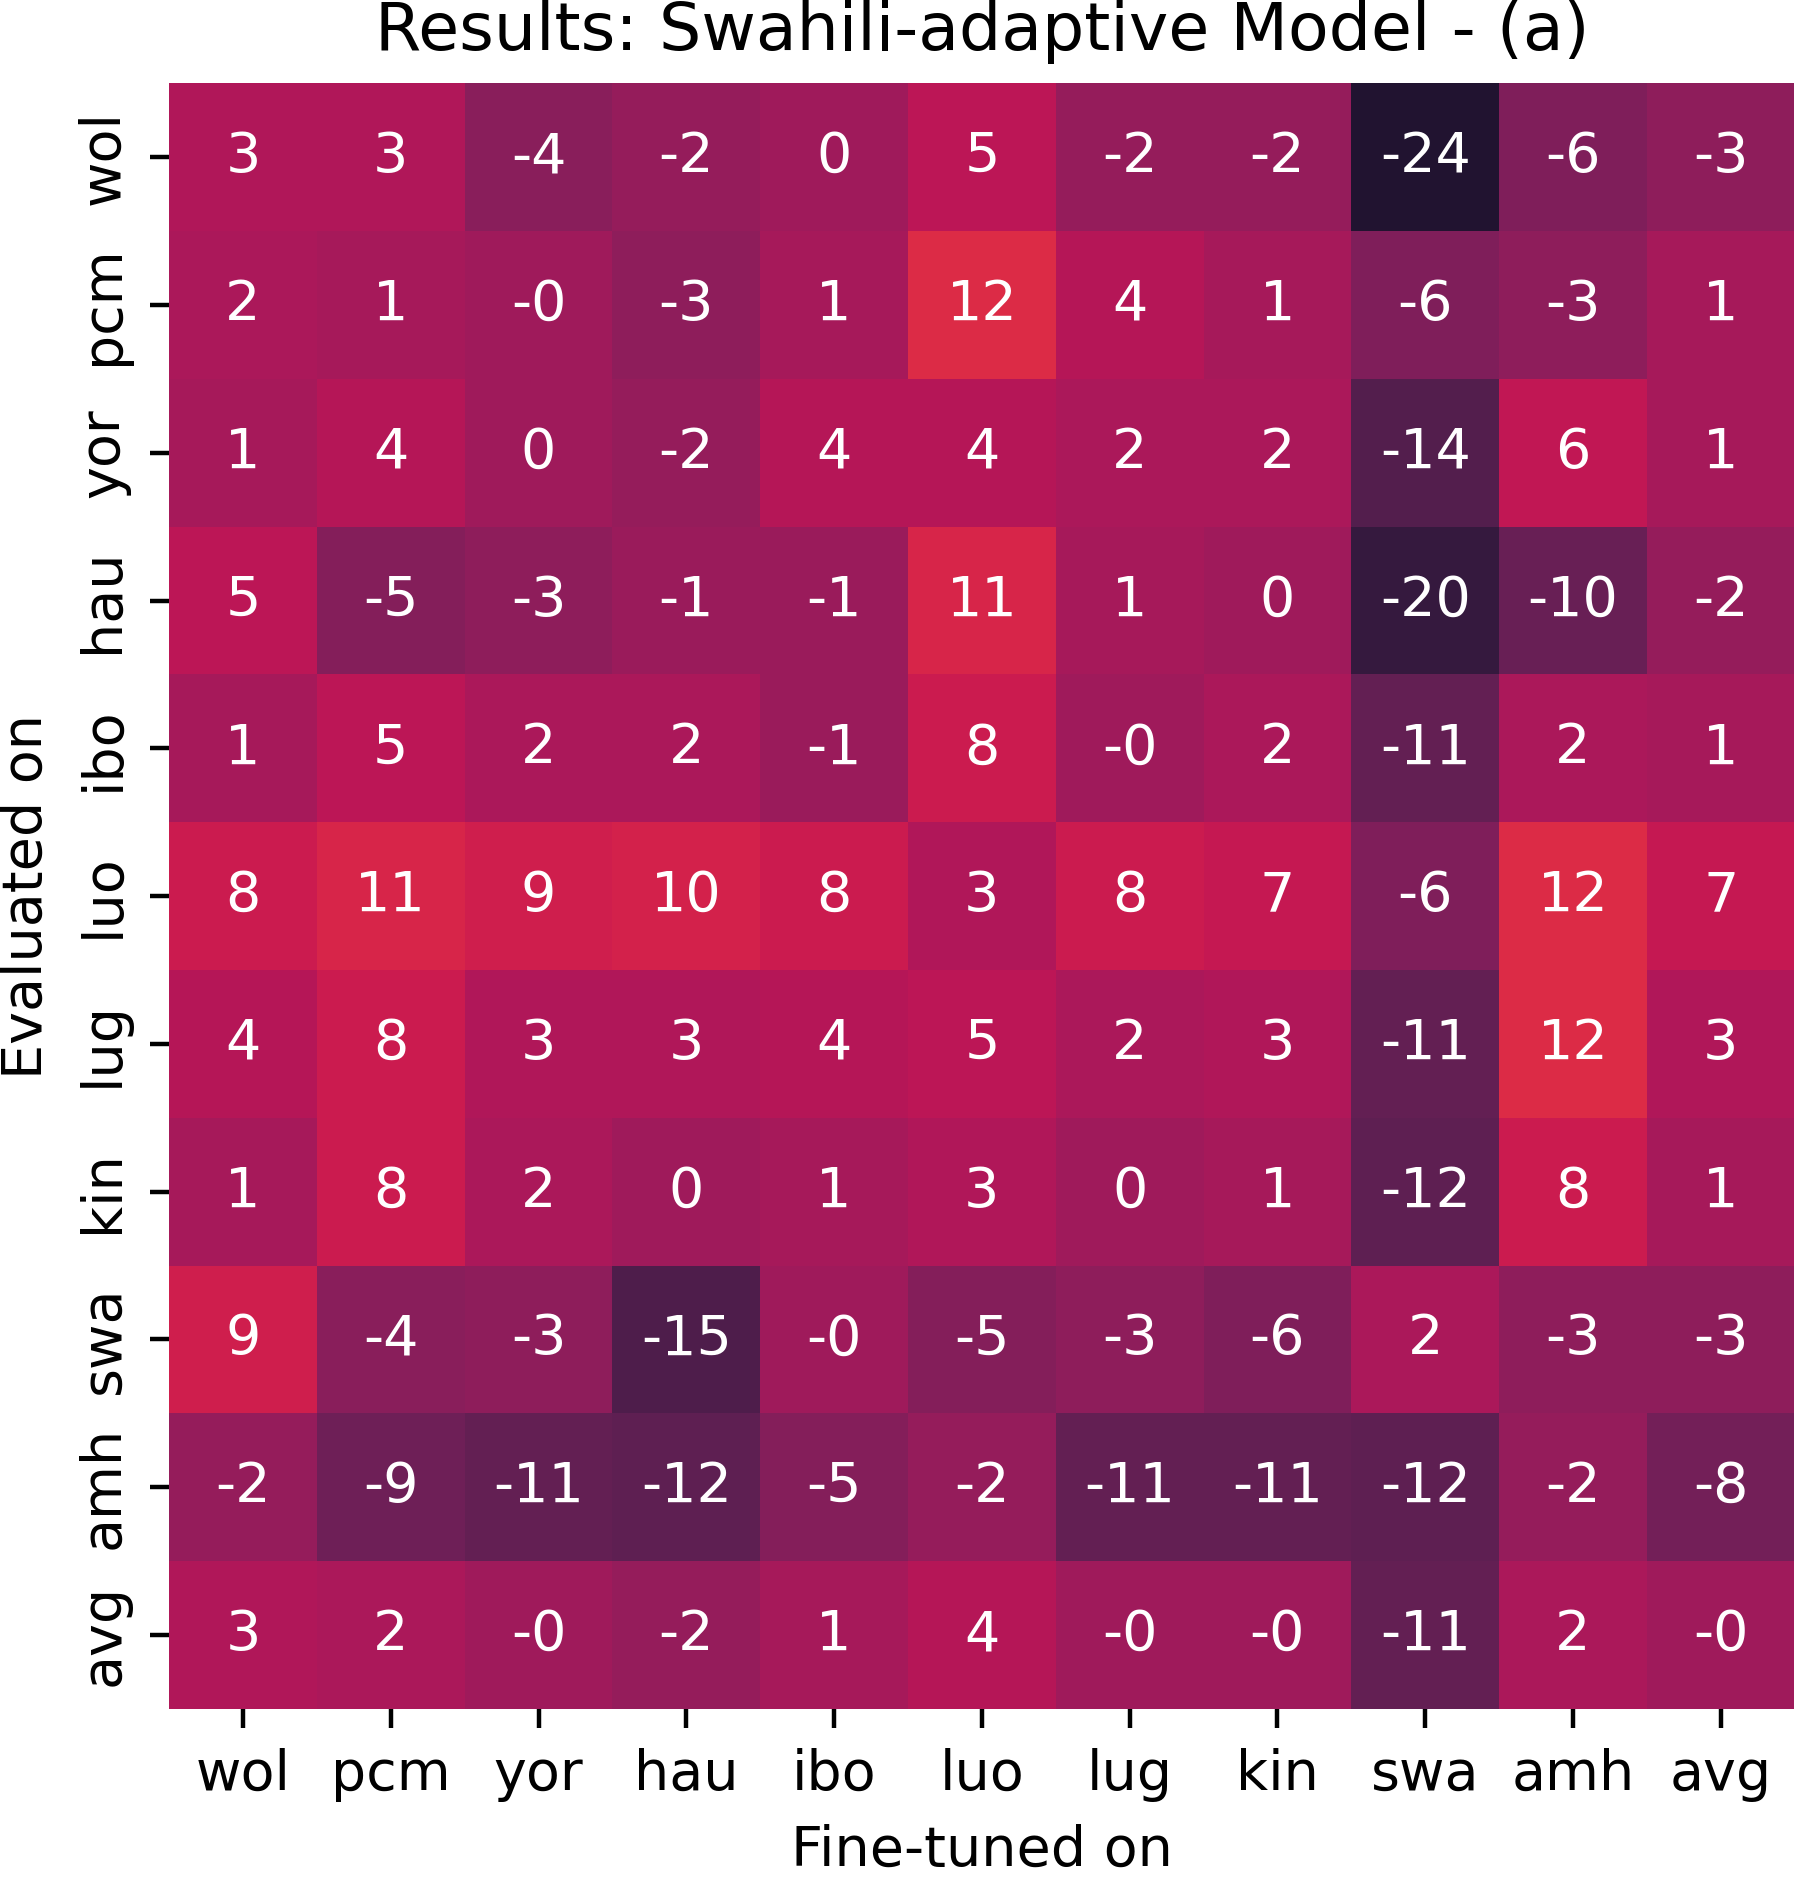 Results: Swahili-adaptive Model - (a)
Evaluated on
wol 3 3 -4 -2 0 5 -2 -2 -24 -6 -3
pcm 2 1 -0 -3 1 12 4 1 -6 -3 1
yor 1 4 0 -2 4 4 2 2 -14 6 1
hau 5 -5 -3 -1 -1 11 1 0 -20 -10 -2
ibo 1 5 2 2 -1 8 -0 2 -11 2 1
luo 8 11 9 10 8 3 8 7 -6 12 7
lug 4 8 3 3 4 5 2 3 -11 12 3
kin 1 8 2 0 1 3 0 1 -12 8 1
swa 9 -4 -3 -15 -0 -5 -3 -6 2 -3 -3
amh -2 -9 -11 -12 -5 -2 -11 -11 -12 -2 -8
avg 3 2 -0 -2 1 4 -0 -0 -11 2 -0
wol pcm yor hau ibo luo lug kin swa amh avg
Fine-tuned on